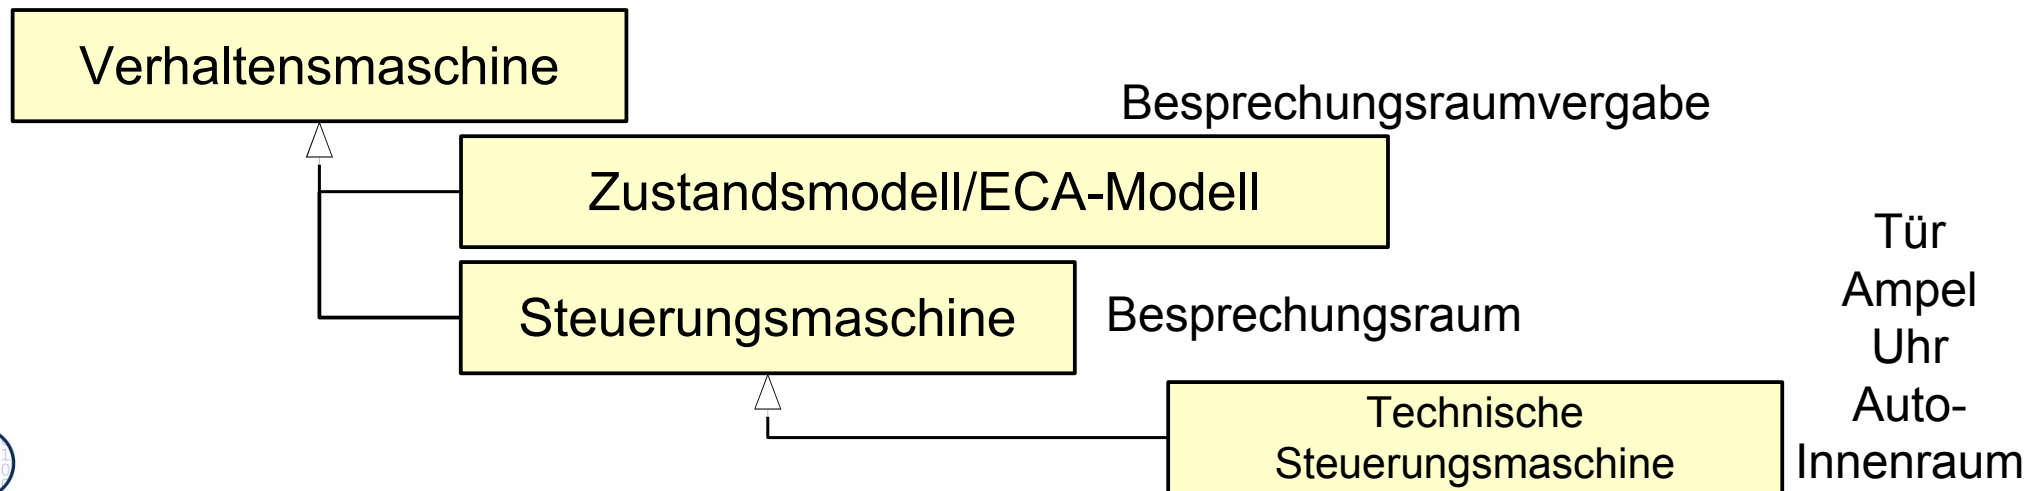 Verhaltensmaschine
Besprechungsraumvergabe
Zustandsmodell/ECA-Modell
Steuerungsmaschine
Besprechungsraum
Technische
Steuerungsmaschine
Tür
Ampel
Uhr
Auto-
Innenraum